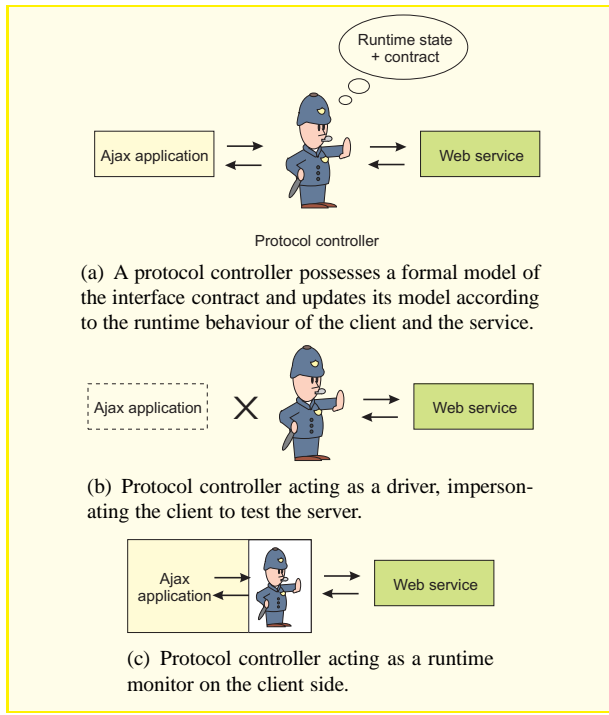 Runtime state
+ contract
Ajax application
Web service
Protocol controller
(a) A protocol controller possesses a formal model of
the interface contract and updates its model according
to the runtime behaviour of the client and the service.
Ajax application
Web service
(b) Protocol controller acting as a driver, imperson-
ating the client to test the server.
Ajax
application
Web service
(c) Protocol controller acting as a runtime
monitor on the client side.